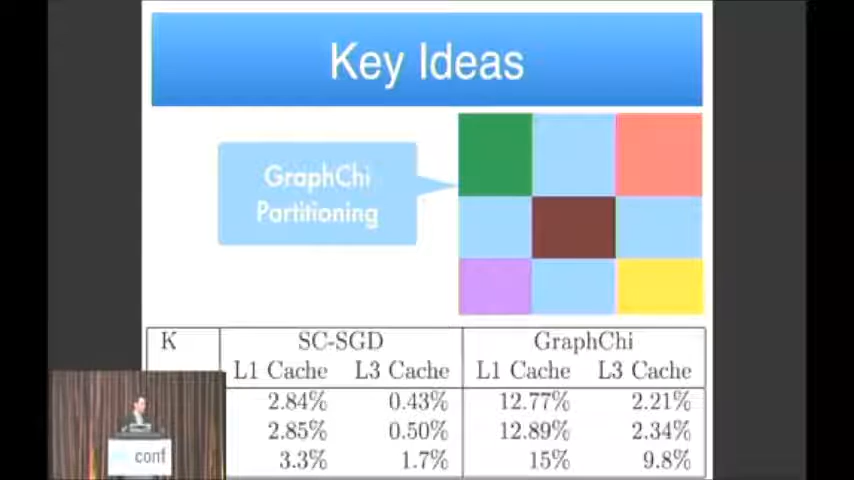 Key Ideas
GraphChi
Partitioning
K SC-SGD GraphChi
L1 Cache L3 Cache L1 Cache L3 Cache
2.84% 0.43% 12.77% 2.21%
2.85% 0.50% 12.89% 2.34%
3.3% 1.7% 15% 9.8%
conf